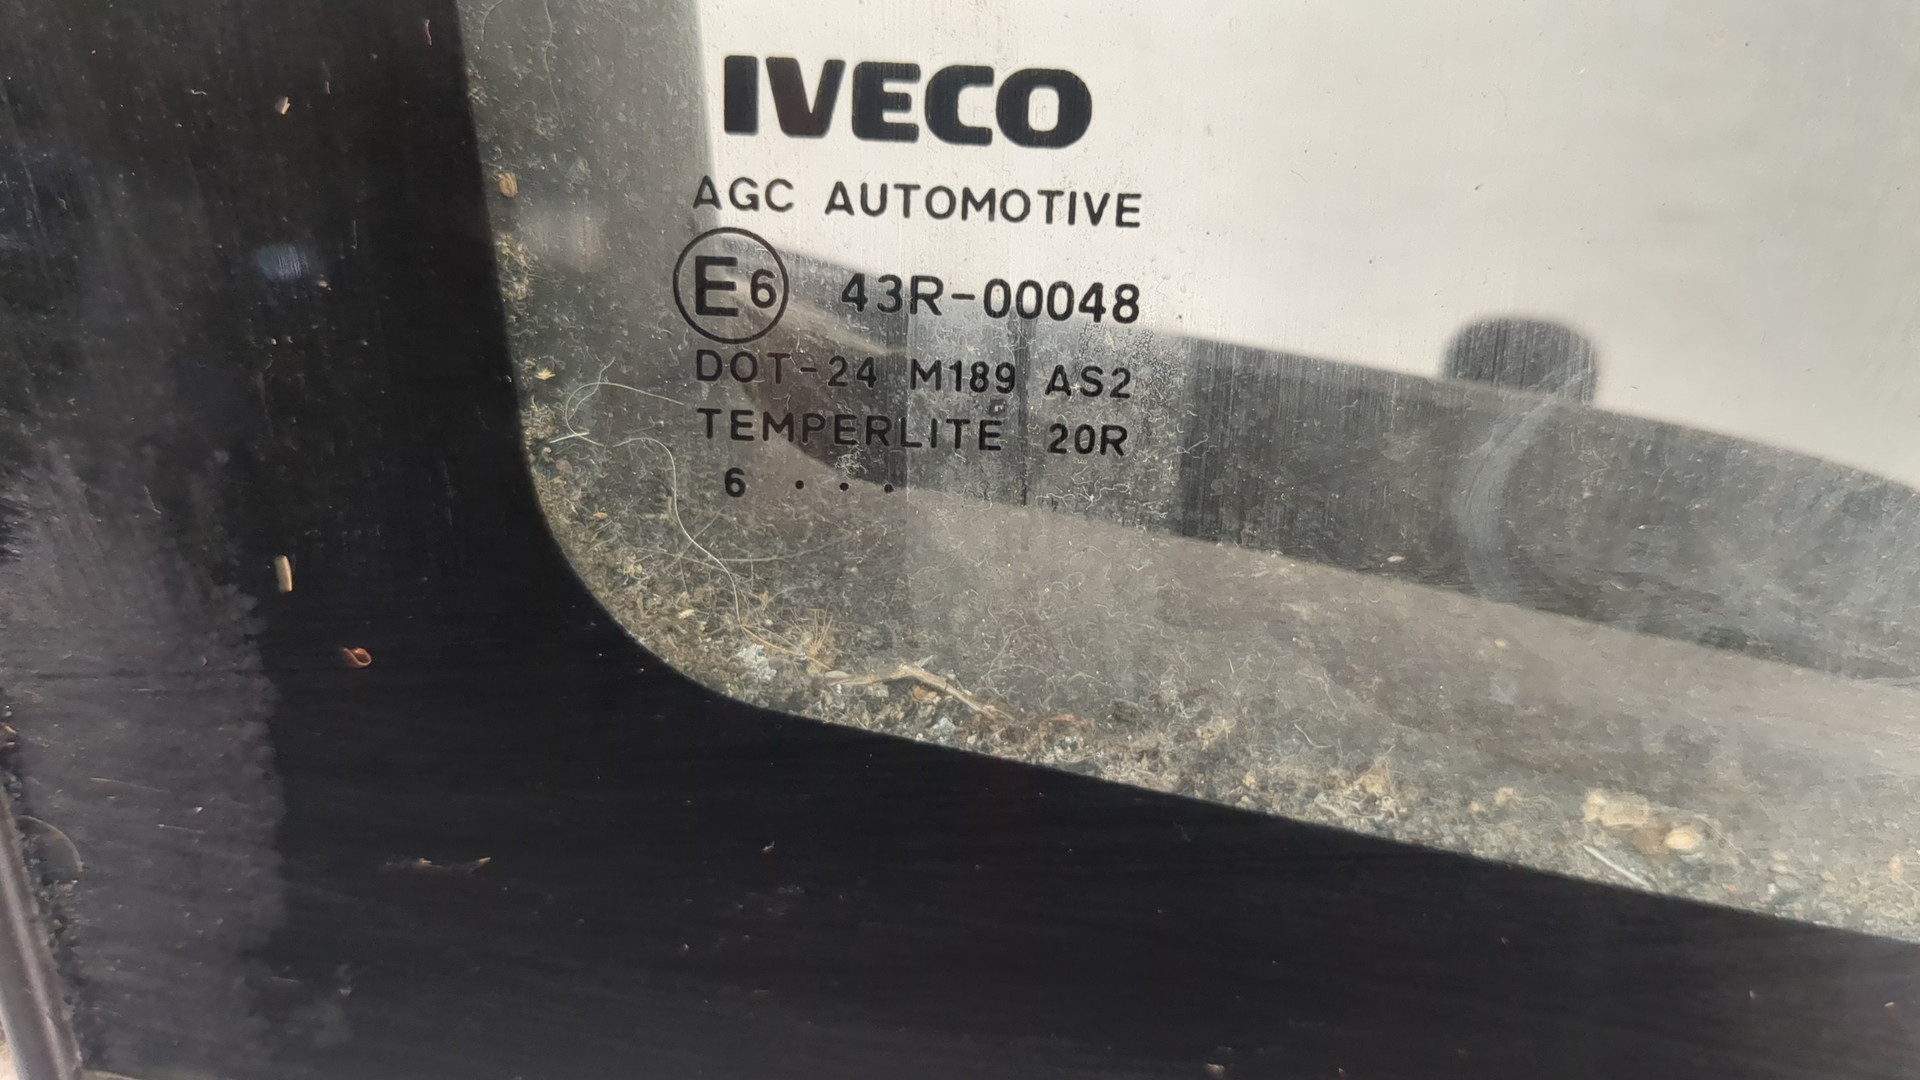 IVECO
AGC AUTOMOTIVE
E6 43R-00048
DOT-24 M189 AS2
TEMPERLITE 20R
6 . . .